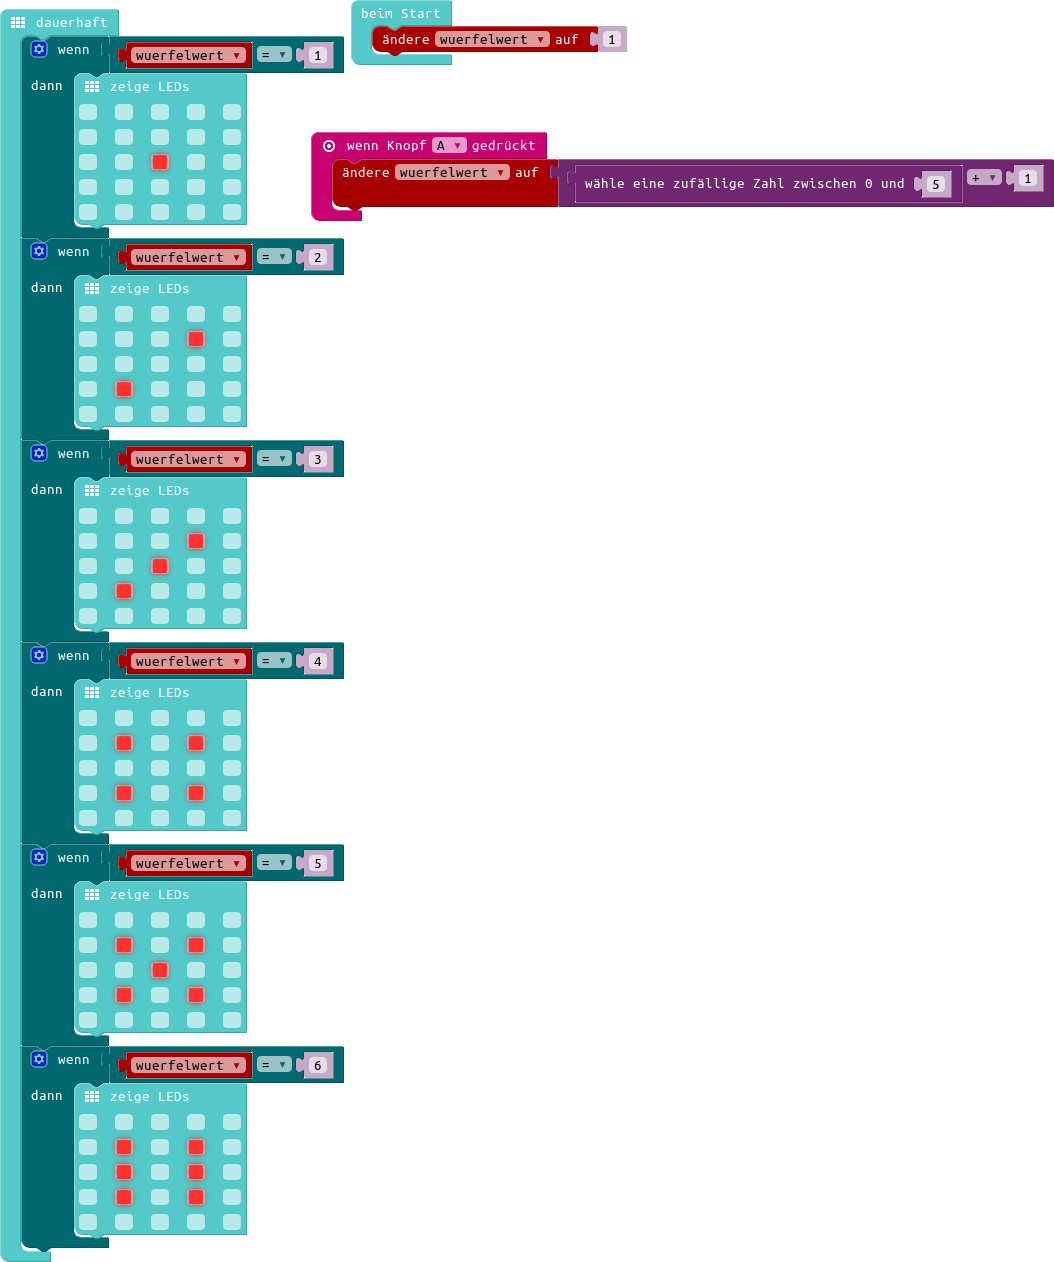 dauerhaft
wenn wuerfelwert = 1
dann zeige LEDs
wenn wuerfelwert = 2
dann zeige LEDs
wenn wuerfelwert = 3
dann zeige LEDs
wenn wuerfelwert = 4
dann zeige LEDs
wenn wuerfelwert = 5
dann zeige LEDs
wenn wuerfelwert = 6
dann zeige LEDs
beim Start
ändere wuerfelwert auf 1
wenn Knopf A gedrückt
ändere wuerfelwert auf wähle eine zufällige Zahl zwischen 0 und 5 + 1